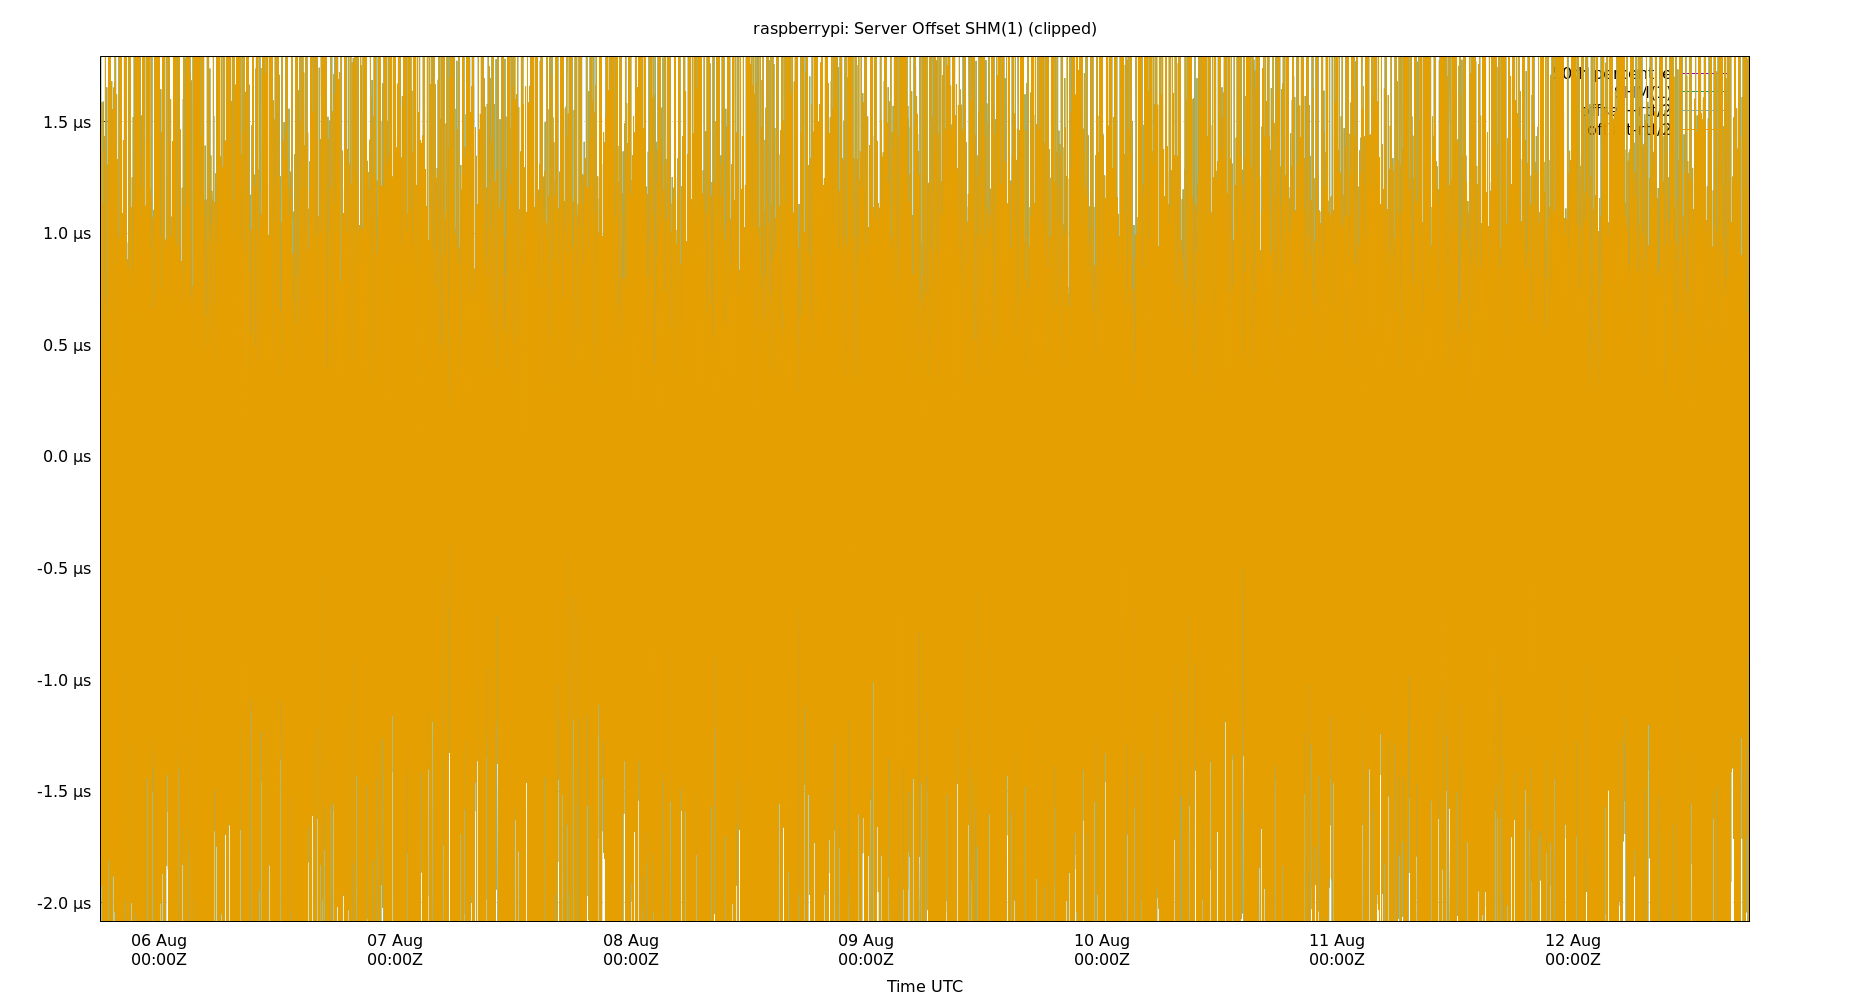 raspberrypi: Server Offset SHM(1) (clipped)
1.5 µs
1.0 µs
0.5 µs
0.0 µs
-0.5 µs
-1.0 µs
-1.5 µs
-2.0 µs
06 Aug 07 Aug 08 Aug 09 Aug 10 Aug 11 Aug 12 Aug
00:00Z 00:00Z 00:00Z 00:00Z 00:00Z 00:00Z 00:00Z
Time UTC